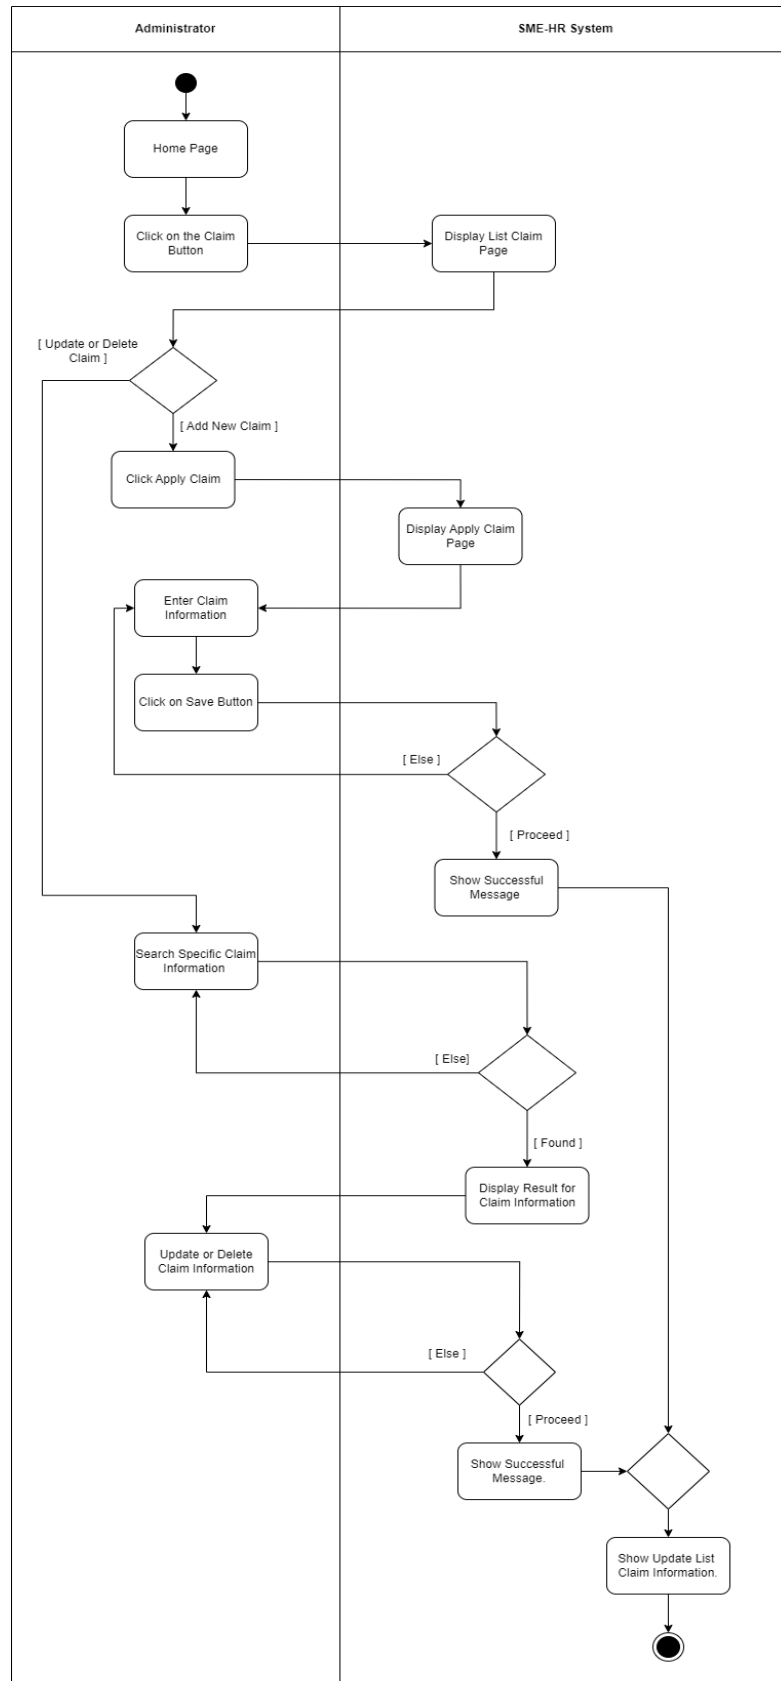 Administrator
SME-HR System
Home Page
Click on the Claim
Button
Display List Claim
Page
[ Update or Delete
Claim ]
[ Add New Claim ]
Click Apply Claim
Display Apply Claim
Page
Enter Claim
Information
Click on Save Button
[ Else ]
[ Proceed ]
Show Successful
Message
Search Specific Claim
Information
[ Else]
[ Found ]
Display Result for
Claim Information
Update or Delete
Claim Information
[ Else ]
[ Proceed ]
Show Successful
Message.
Show Update List
Claim Information.